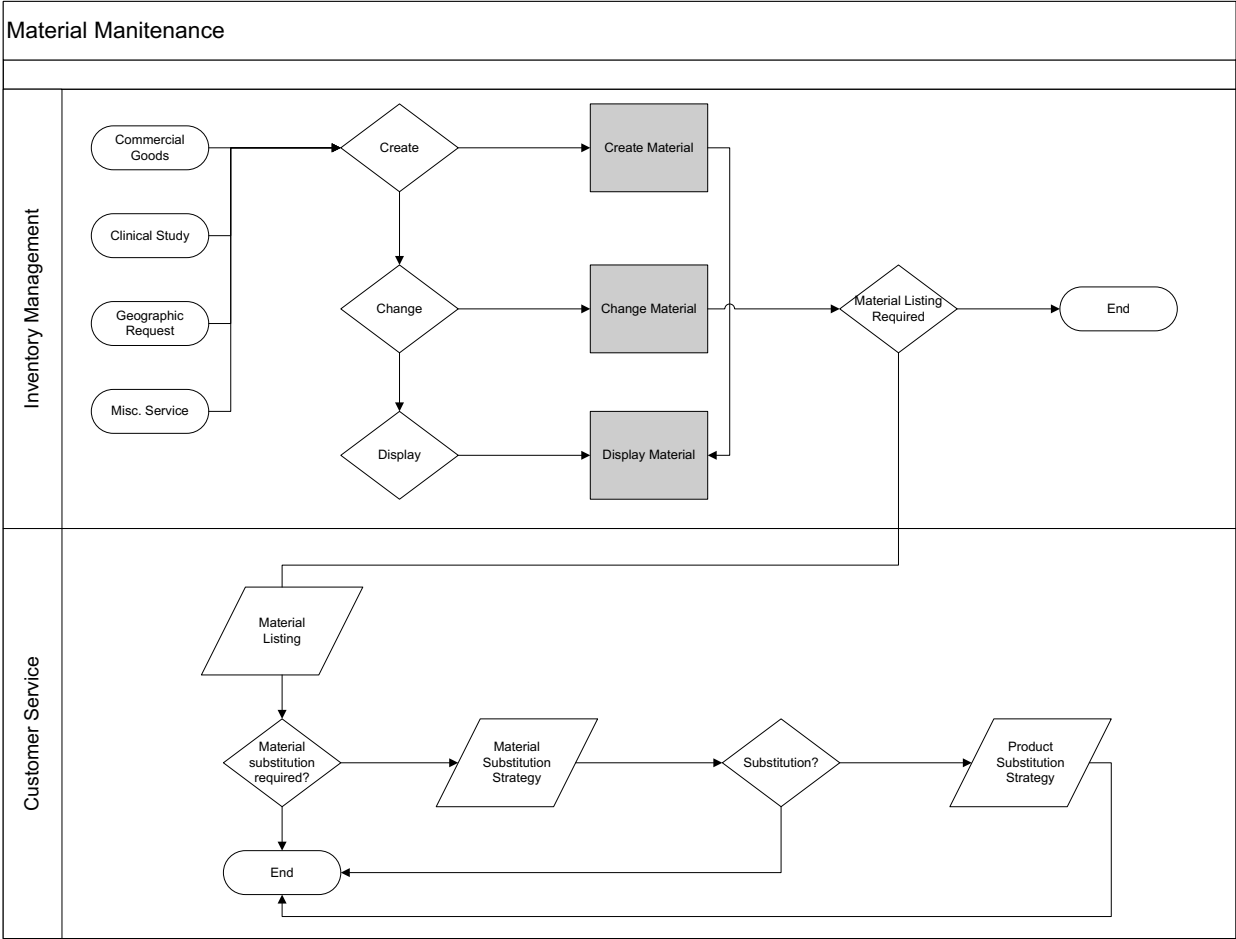 Material Manitenance
Inventory Management
Commercial
Goods
Create
Create Material
Clinical Study
Geographic
Request
Change
Change Material
Material Listing
Required
End
Misc. Service
Display
Display Material
Customer Service
Material
Listing
Material
substitution
required?
Material
Substitution
Strategy
Substitution?
Product
Substitution
Strategy
End